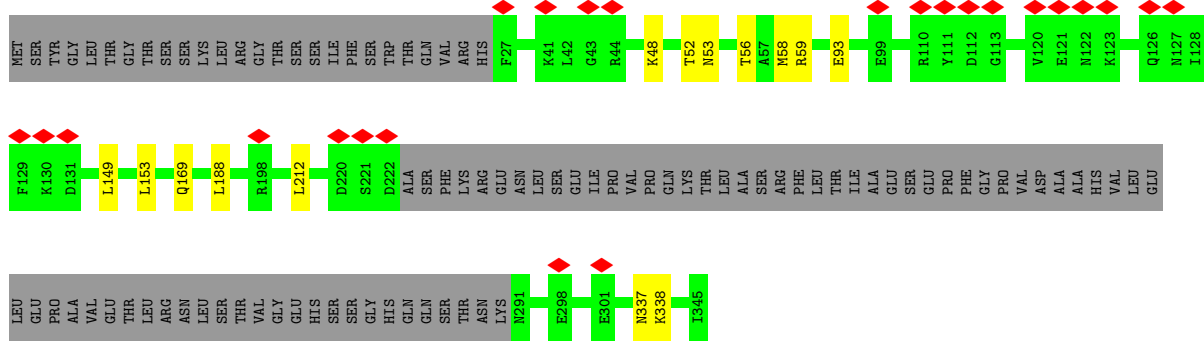 MET SER TYR GLY LEU THR GLY THR SER SER LYS LEU ARG GLY THR SER SER ILE PHE SER TRP THR THR GLN VAL ARG HIS F27 K41 L42 G43 R44 K48 T52 N53 T56 A57 M58 R59 E93 E99 R110 Y111 D112 G113 V120 E121 N122 K123 Q126 N127 I128
F129 K130 D131 L149 L153 Q169 L188 R198 L212 D220 S221 D222 ALA SER PHE LYS ARG GLU ASN LEU SER GLU ILE PRO VAL PRO GLN LYS THR LEU ALA SER ARG PHE LEU THR ILE ALA GLU SER GLU PRO PHE GLY PRO VAL ASP ALA ALA HIS VAL LEU GLU
LEU GLU PRO ALA VAL GLU THR LEU ARG ASN LEU SER THR VAL GLY GLU HIS SER SER GLY HIS GLN GLN SER THR ASN LYS N291 E298 E301 N337 K338 I345